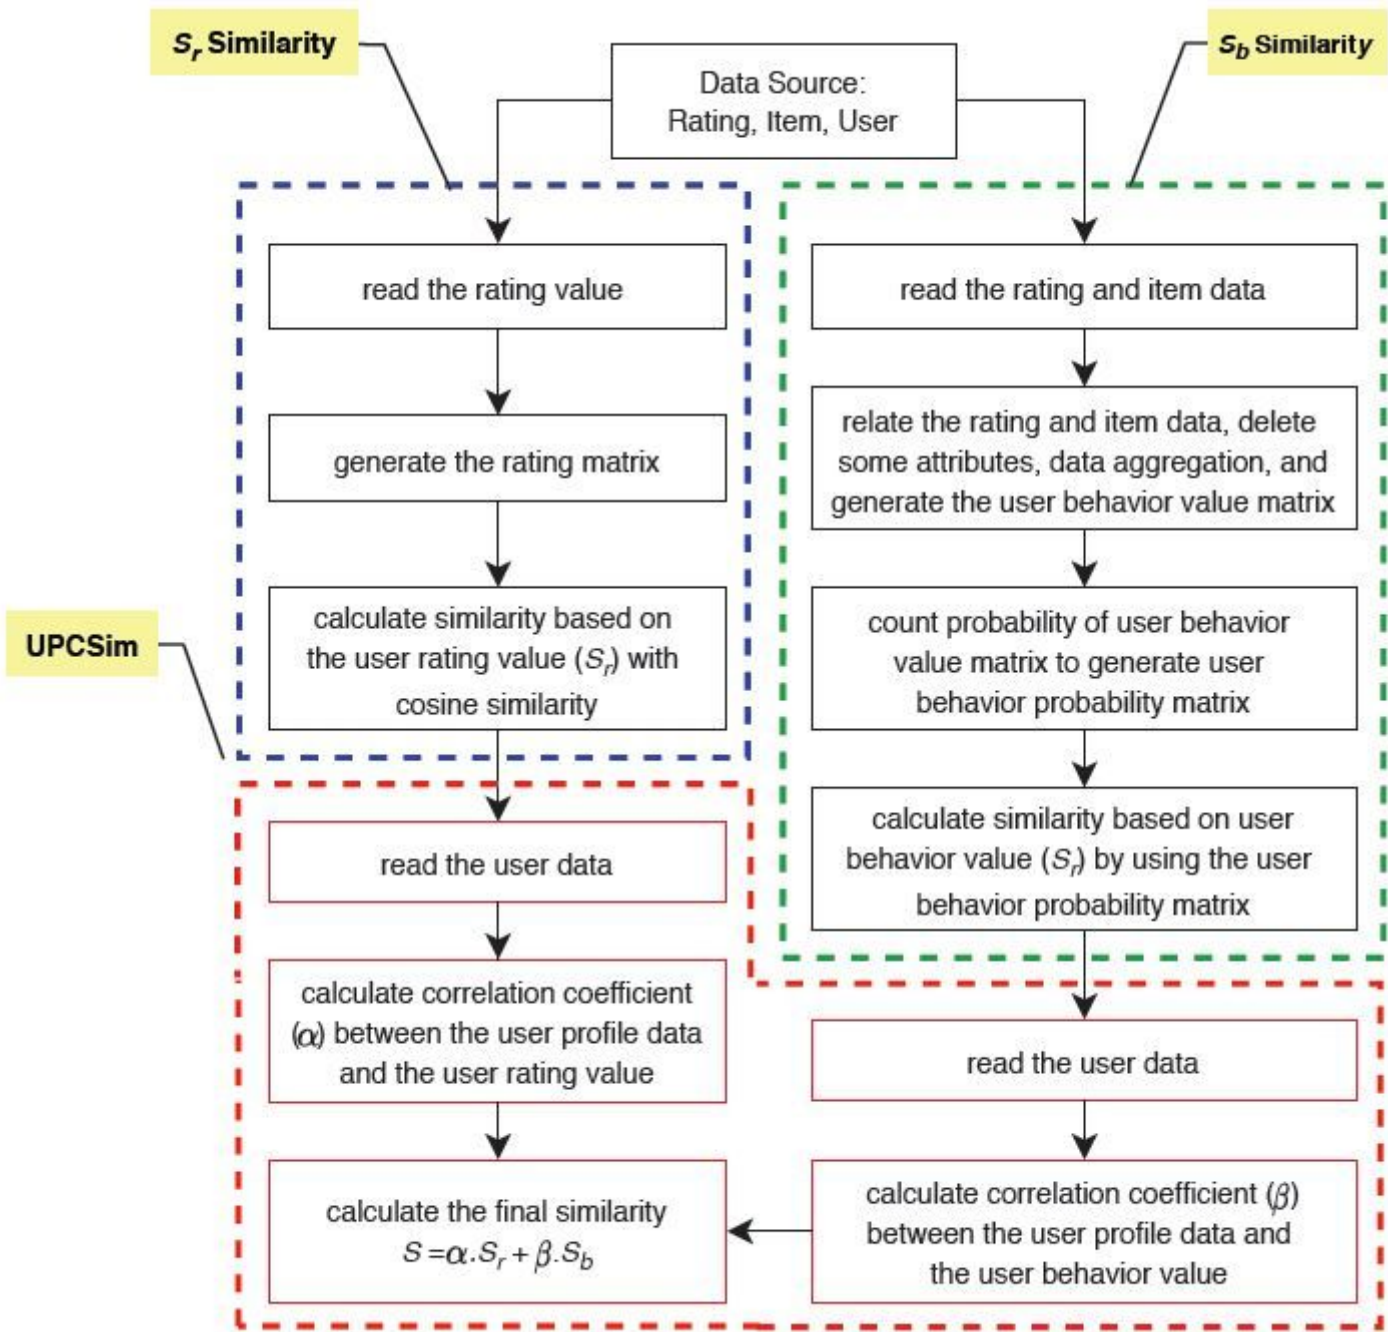 S_r Similarity
S_b Similarity
Data Source:
Rating, Item, User
read the rating value
generate the rating matrix
calculate similarity based on
the user rating value (S_r) with
cosine similarity
read the rating and item data
relate the rating and item data, delete
some attributes, data aggregation, and
generate the user behavior value matrix
count probability of user behavior
value matrix to generate user
behavior probability matrix
calculate similarity based on user
behavior value (S_r) by using the user
behavior probability matrix
UPCSim
read the user data
calculate correlation coefficient
(α) between the user profile data
and the user rating value
calculate the final similarity
S =α.S_r + β.S_b
read the user data
calculate correlation coefficient (β)
between the user profile data and
the user behavior value